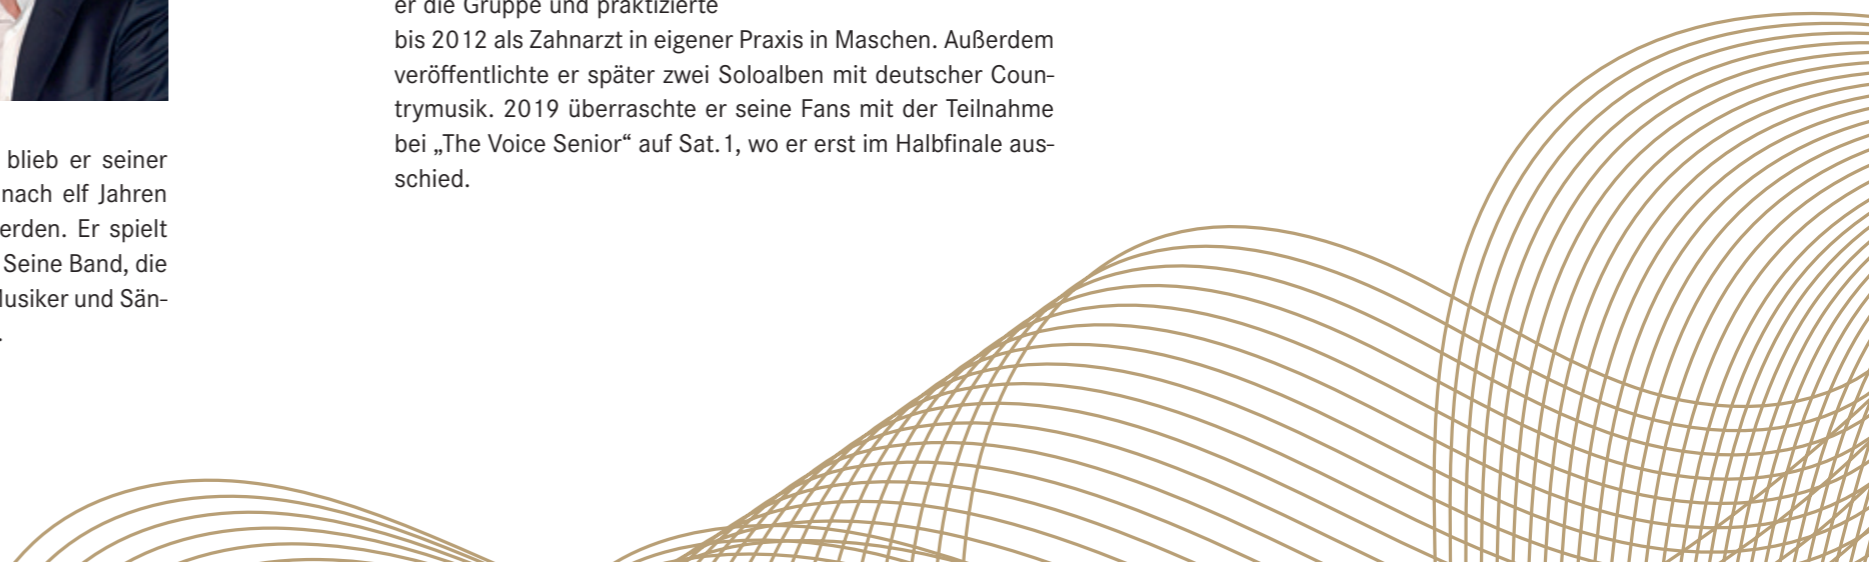 blieb er seiner
nach elf Jahren
Er spielt
Seine Band, die
und Sän-
er die Gruppe und praktizierte
bis 2012 als Zahnarzt in eigener Praxis in Maschen. Außerdem
veröffentlichte er später zwei Soloalben mit deutscher Coun-
trymusik. 2019 überraschte er seine Fans mit der Teilnahme
bei „The Voice Senior“ auf Sat.1, wo er erst im Halbfinale aus-
schied.